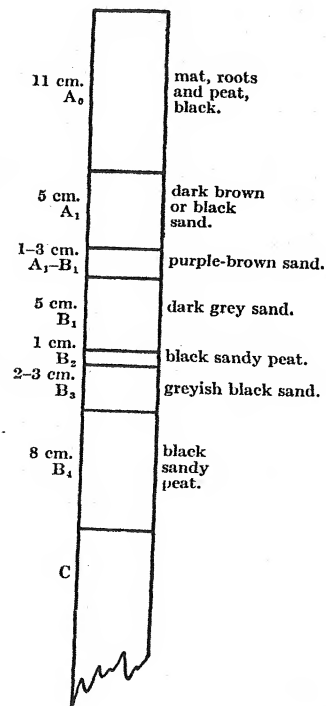 11 cm.
A₀
mat, roots
and peat,
black.
5 cm.
A₁
dark brown
or black
sand.
1–3 cm.
A₁–B₁
purple-brown sand.
5 cm.
B₁
dark grey sand.
1 cm.
B₂
black sandy peat.
2–3 cm.
B₃
greyish black sand.
8 cm.
B₄
black
sandy
peat.
C